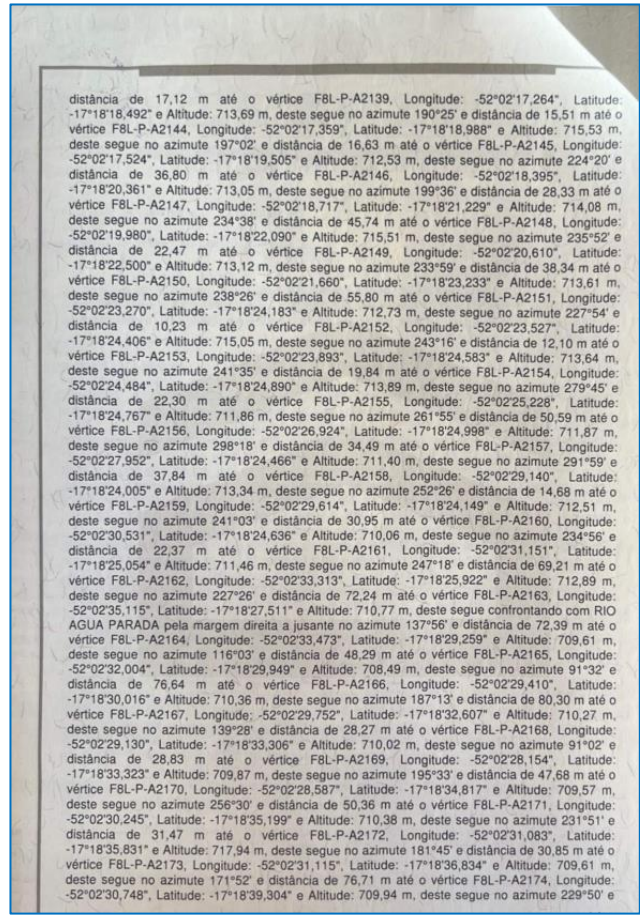 distância de 17,12 m até o vértice F8L-P-A2139, Longitude: -52°02'17,264", Latitude:
-17°18'18,492" e Altitude: 713,69 m, deste segue no azimute 190°25' e distância de 15,51 m até o
vértice F8L-P-A2144, Longitude: -52°02'17,359", Latitude: -17°18'18,988" e Altitude: 715,53 m,
deste segue no azimute 197°02' e distância de 16,63 m até o vértice F8L-P-A2145, Longitude:
-52°02'17,524", Latitude: -17°18'19,505" e Altitude: 712,53 m, deste segue no azimute 224°20' e
distância de 36,80 m até o vértice F8L-P-A2146, Longitude: -52°02'18,395", Latitude:
-17°18'20,361" e Altitude: 713,05 m, deste segue no azimute 199°36' e distância de 28,33 m até o
vértice F8L-P-A2147, Longitude: -52°02'18,717", Latitude: -17°18'21,229" e Altitude: 714,08 m,
deste segue no azimute 234°38' e distância de 45,74 m até o vértice F8L-P-A2148, Longitude:
-52°02'19,980", Latitude: -17°18'22,090" e Altitude: 715,51 m, deste segue no azimute 235°52' e
distância de 22,47 m até o vértice F8L-P-A2149, Longitude: -52°02'20,610", Latitude:
-17°18'22,500" e Altitude: 713,12 m, deste segue no azimute 233°59' e distância de 38,34 m até o
vértice F8L-P-A2150, Longitude: -52°02'21,660", Latitude: -17°18'23,233" e Altitude: 713,61 m,
deste segue no azimute 238°26' e distância de 55,80 m até o vértice F8L-P-A2151, Longitude:
-52°02'23,270", Latitude: -17°18'24,183" e Altitude: 712,73 m, deste segue no azimute 227°54' e
distância de 10,23 m até o vértice F8L-P-A2152, Longitude: -52°02'23,527", Latitude:
-17°18'24,406" e Altitude: 715,05 m, deste segue no azimute 243°16' e distância de 12,10 m até o
vértice F8L-P-A2153, Longitude: -52°02'23,893", Latitude: -17°18'24,583" e Altitude: 713,64 m,
deste segue no azimute 241°35' e distância de 19,84 m até o vértice F8L-P-A2154, Longitude:
-52°02'24,484", Latitude: -17°18'24,890" e Altitude: 713,89 m, deste segue no azimute 279°45' e
distância de 22,30 m até o vértice F8L-P-A2155, Longitude: -52°02'25,228", Latitude:
-17°18'24,767" e Altitude: 711,86 m, deste segue no azimute 261°55' e distância de 50,59 m até o
vértice F8L-P-A2156, Longitude: -52°02'26,924", Latitude: -17°18'24,998" e Altitude: 711,87 m,
deste segue no azimute 298°18' e distância de 34,49 m até o vértice F8L-P-A2157, Longitude:
-52°02'27,952", Latitude: -17°18'24,466" e Altitude: 711,40 m, deste segue no azimute 291°59' e
distância de 37,84 m até o vértice F8L-P-A2158, Longitude: -52°02'29,140", Latitude:
-17°18'24,005" e Altitude: 713,34 m, deste segue no azimute 252°26' e distância de 14,68 m até o
vértice F8L-P-A2159, Longitude: -52°02'29,614", Latitude: -17°18'24,149" e Altitude: 712,51 m,
deste segue no azimute 241°03' e distância de 30,95 m até o vértice F8L-P-A2160, Longitude:
-52°02'30,531", Latitude: -17°18'24,636" e Altitude: 710,06 m, deste segue no azimute 234°56' e
distância de 22,37 m até o vértice F8L-P-A2161, Longitude: -52°02'31,151", Latitude:
-17°18'25,054" e Altitude: 711,46 m, deste segue no azimute 247°18' e distância de 69,21 m até o
vértice F8L-P-A2162, Longitude: -52°02'33,313", Latitude: -17°18'25,922" e Altitude: 712,89 m,
deste segue no azimute 227°26' e distância de 72,24 m até o vértice F8L-P-A2163, Longitude:
-52°02'35,115", Latitude: -17°18'27,511" e Altitude: 710,77 m, deste segue confrontando com RIO
AGUA PARADA pela margem direita a jusante no azimute 137°56' e distância de 72,39 m até o
vértice F8L-P-A2164, Longitude: -52°02'33,473", Latitude: -17°18'29,259" e Altitude: 709,61 m,
deste segue no azimute 116°03' e distância de 48,29 m até o vértice F8L-P-A2165, Longitude:
-52°02'32,004", Latitude: -17°18'29,949" e Altitude: 708,49 m, deste segue no azimute 91°32' e
distância de 76,64 m até o vértice F8L-P-A2166, Longitude: -52°02'29,410", Latitude:
-17°18'30,016" e Altitude: 710,36 m, deste segue no azimute 187°13' e distância de 80,30 m até o
vértice F8L-P-A2167, Longitude: -52°02'29,752", Latitude: -17°18'32,607" e Altitude: 710,27 m,
deste segue no azimute 139°28' e distância de 28,27 m até o vértice F8L-P-A2168, Longitude:
-52°02'29,130", Latitude: -17°18'33,306" e Altitude: 710,02 m, deste segue no azimute 91°02' e
distância de 28,83 m até o vértice F8L-P-A2169, Longitude: -52°02'28,154", Latitude:
-17°18'33,323" e Altitude: 709,87 m, deste segue no azimute 195°33' e distância de 47,68 m até o
vértice F8L-P-A2170, Longitude: -52°02'28,587", Latitude: -17°18'34,817" e Altitude: 709,57 m,
deste segue no azimute 256°30' e distância de 50,36 m até o vértice F8L-P-A2171, Longitude:
-52°02'30,245", Latitude: -17°18'35,199" e Altitude: 710,38 m, deste segue no azimute 231°51' e
distância de 31,47 m até o vértice F8L-P-A2172, Longitude: -52°02'31,083", Latitude:
-17°18'35,831" e Altitude: 717,94 m, deste segue no azimute 181°45' e distância de 30,85 m até o
vértice F8L-P-A2173, Longitude: -52°02'31,115", Latitude: -17°18'36,834" e Altitude: 709,61 m,
deste segue no azimute 171°52' e distância de 76,71 m até o vértice F8L-P-A2174, Longitude:
-52°02'30,748", Latitude: -17°18'39,304" e Altitude: 709,94 m, deste segue no azimute 229°50' e